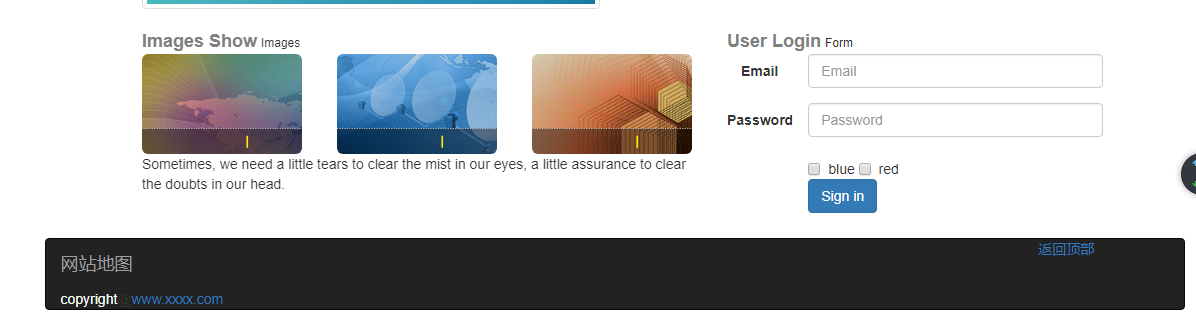 Images Show Images
Sometimes, we need a little tears to clear the mist in our eyes, a little assurance to clear
the doubts in our head.
User Login Form
Email Email
Password Password
blue red
Sign in
网站地图
返回顶部
copyright @www.xxxx.com